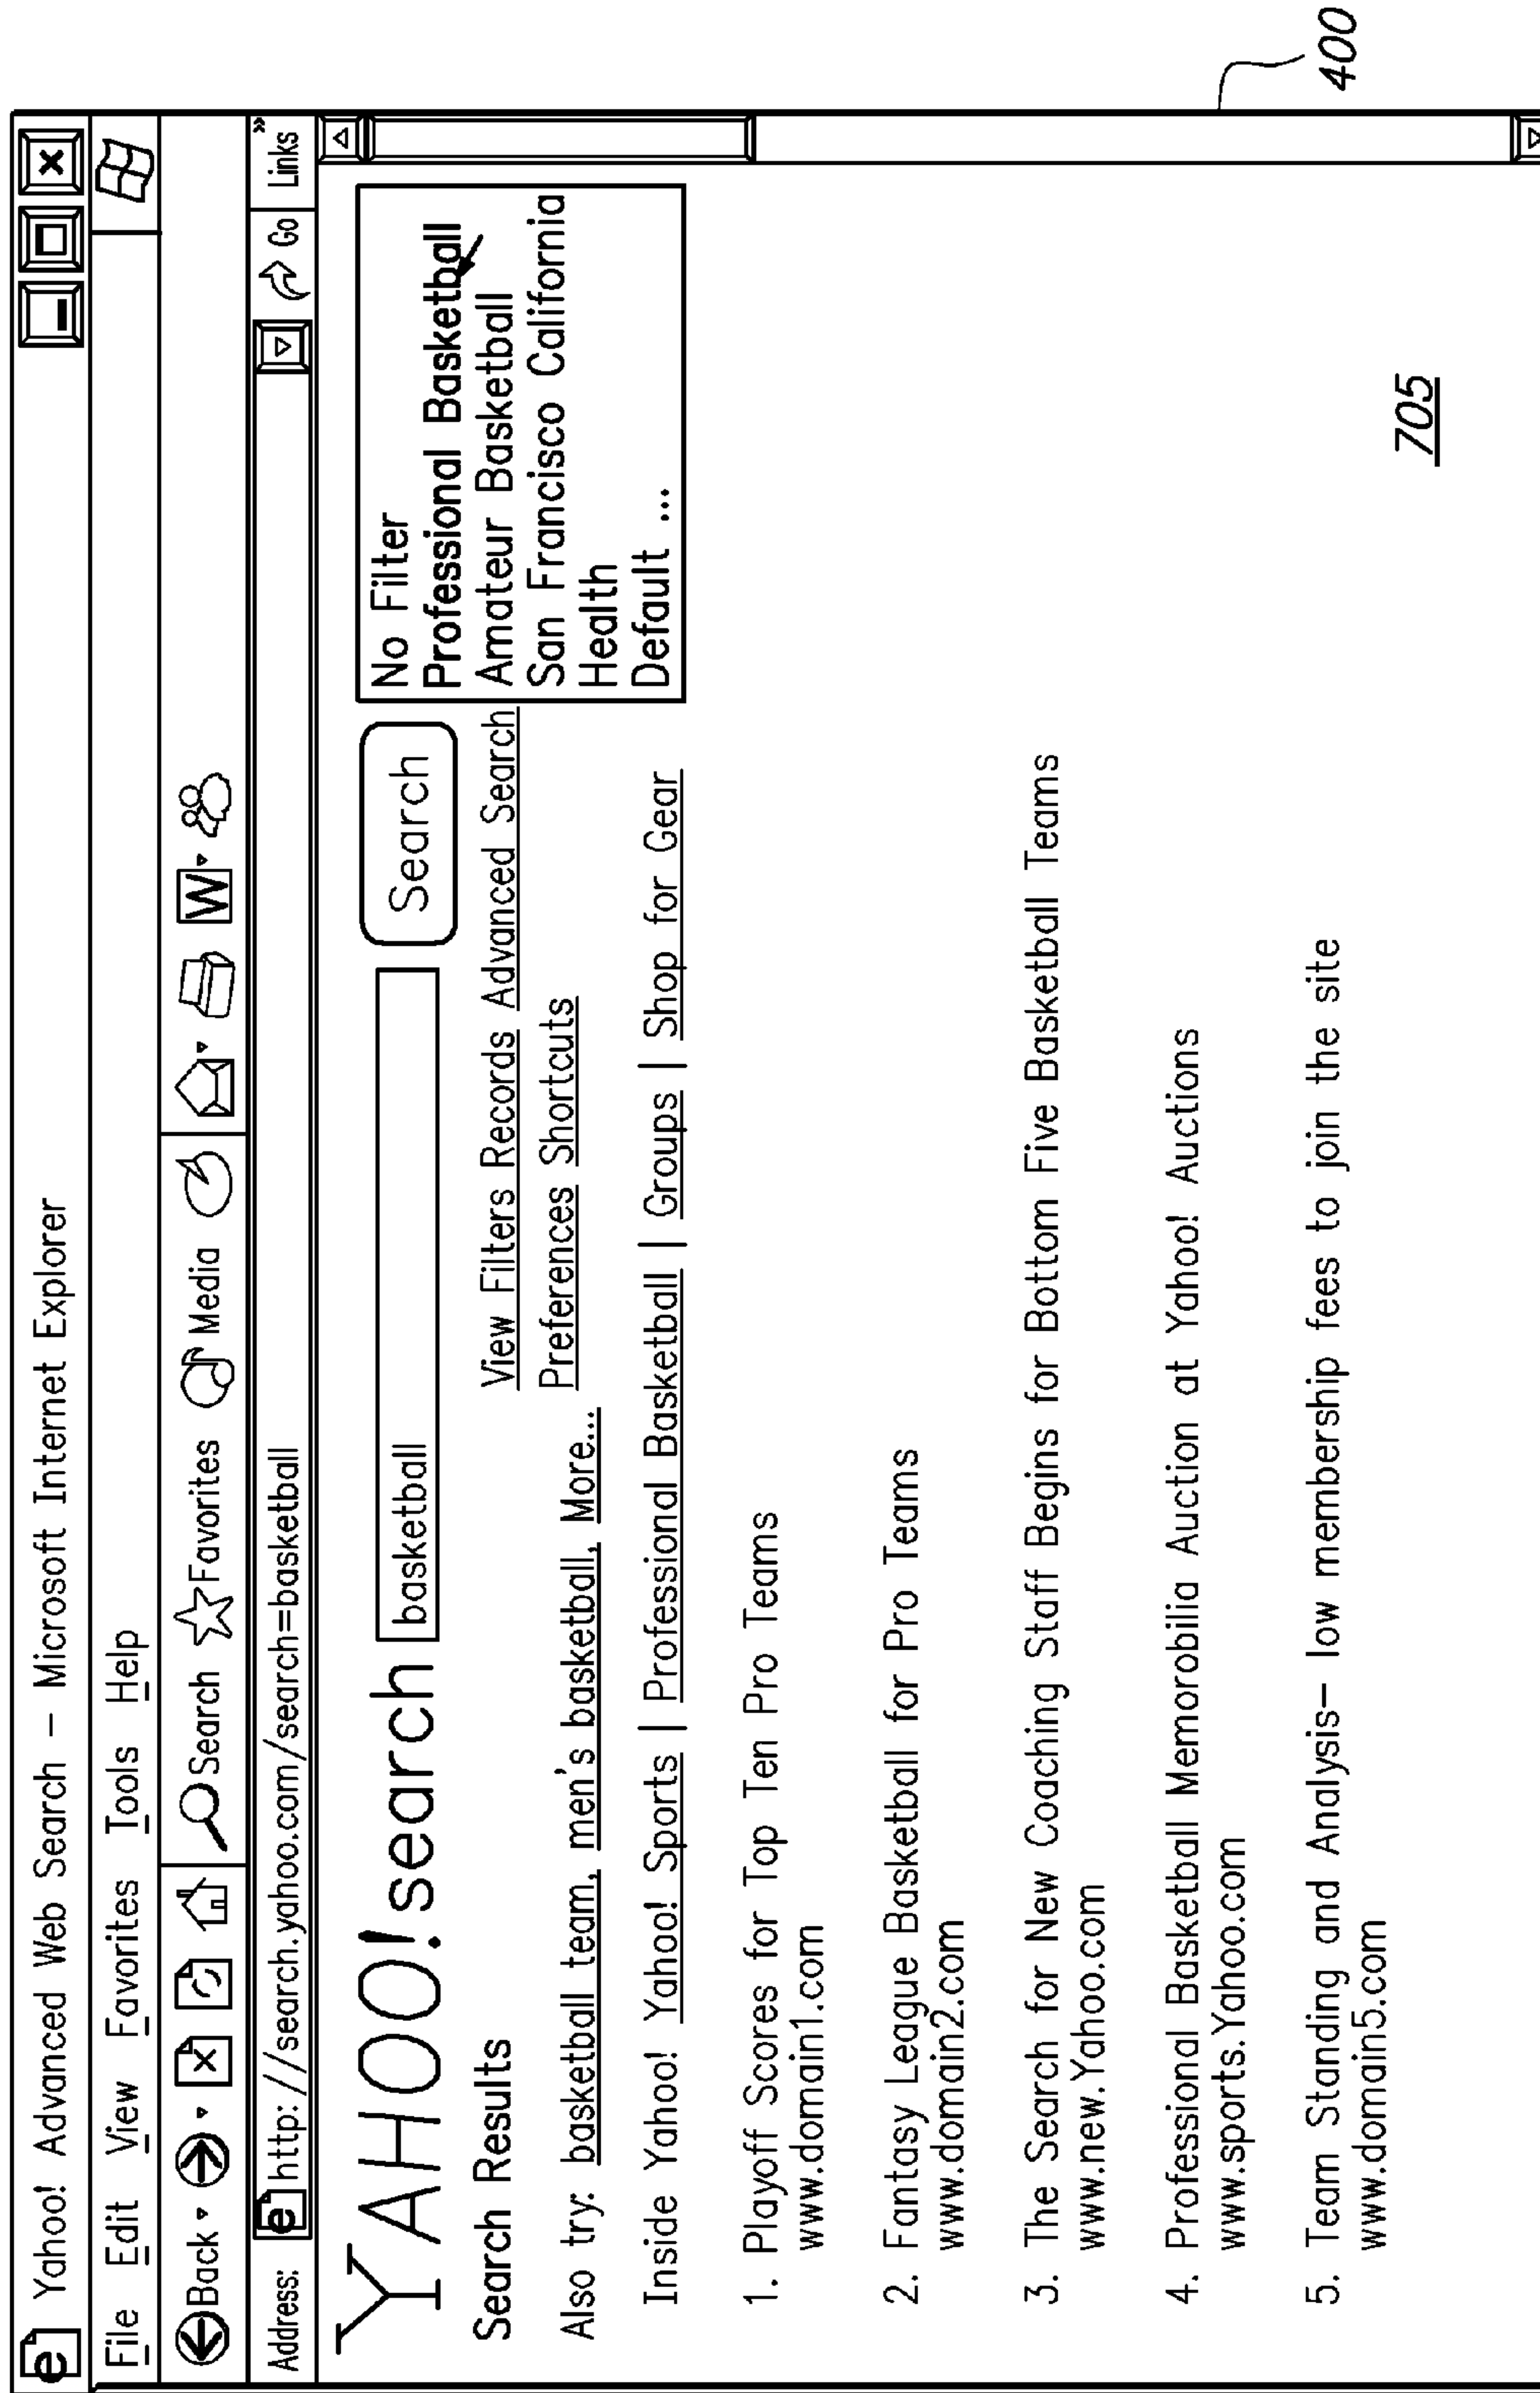 Yahoo! Advanced Web Search – Microsoft Internet Explorer
File Edit View Favorites Tools Help
Back Search Favorites Media W
Address: http://search.yahoo.com/search=basketball Go Links »
YAHOO! search basketball Search
No Filter
Professional Basketball
Amateur Basketball
San Francisco California
Health
Default ...
Search Results
View Filters Records Advanced Search
Preferences Shortcuts
Also try: basketball team, men's basketball, More...
Inside Yahoo! Yahoo! Sports | Professional Basketball | Groups | Shop for Gear
1. Playoff Scores for Top Ten Pro Teams
www.domain1.com
2. Fantasy League Basketball for Pro Teams
www.domain2.com
3. The Search for New Coaching Staff Begins for Bottom Five Basketball Teams
www.new.Yahoo.com
4. Professional Basketball Memorobilia Auction at Yahoo! Auctions
www.sports.Yahoo.com
5. Team Standing and Analysis– low membership fees to join the site
www.domain5.com
705
400